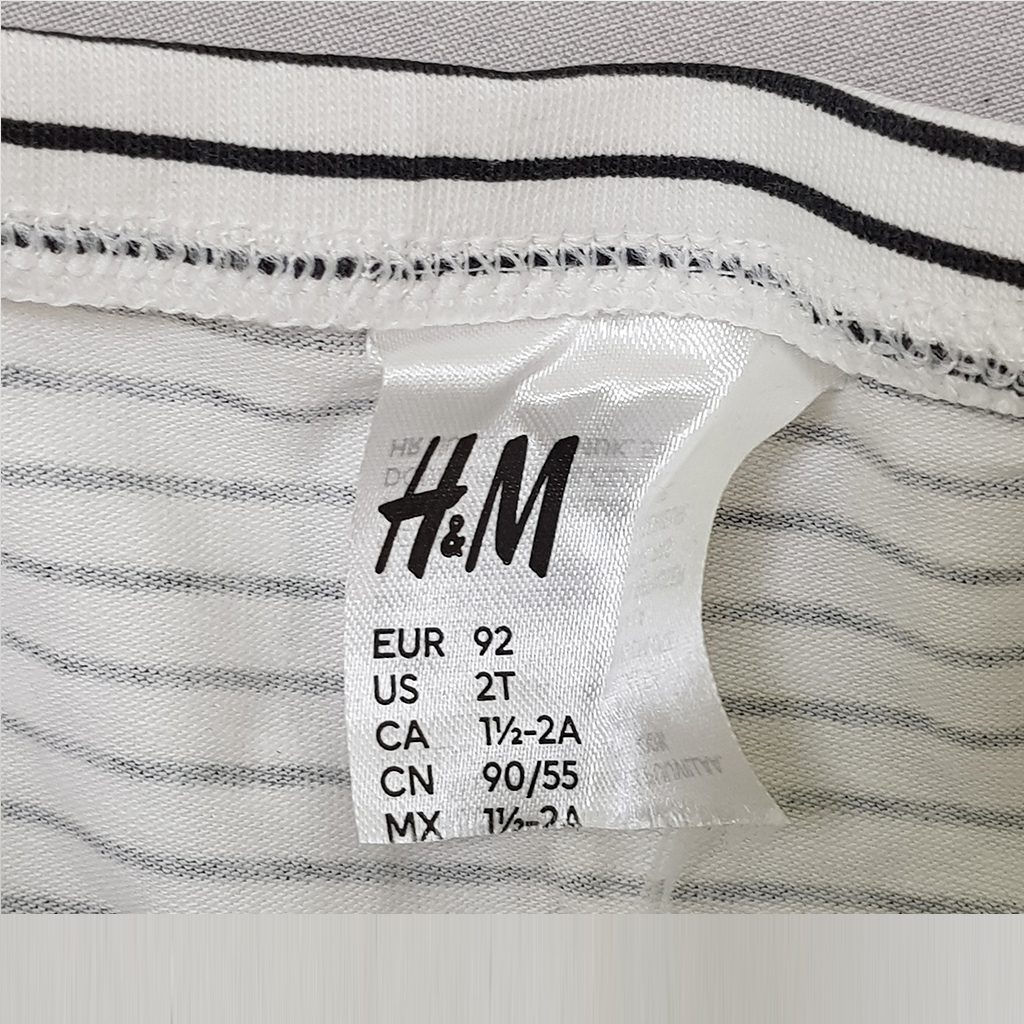 H&M
EUR 92
US 2T
CA 1½-2A
CN 90/55
MX 1½-2A